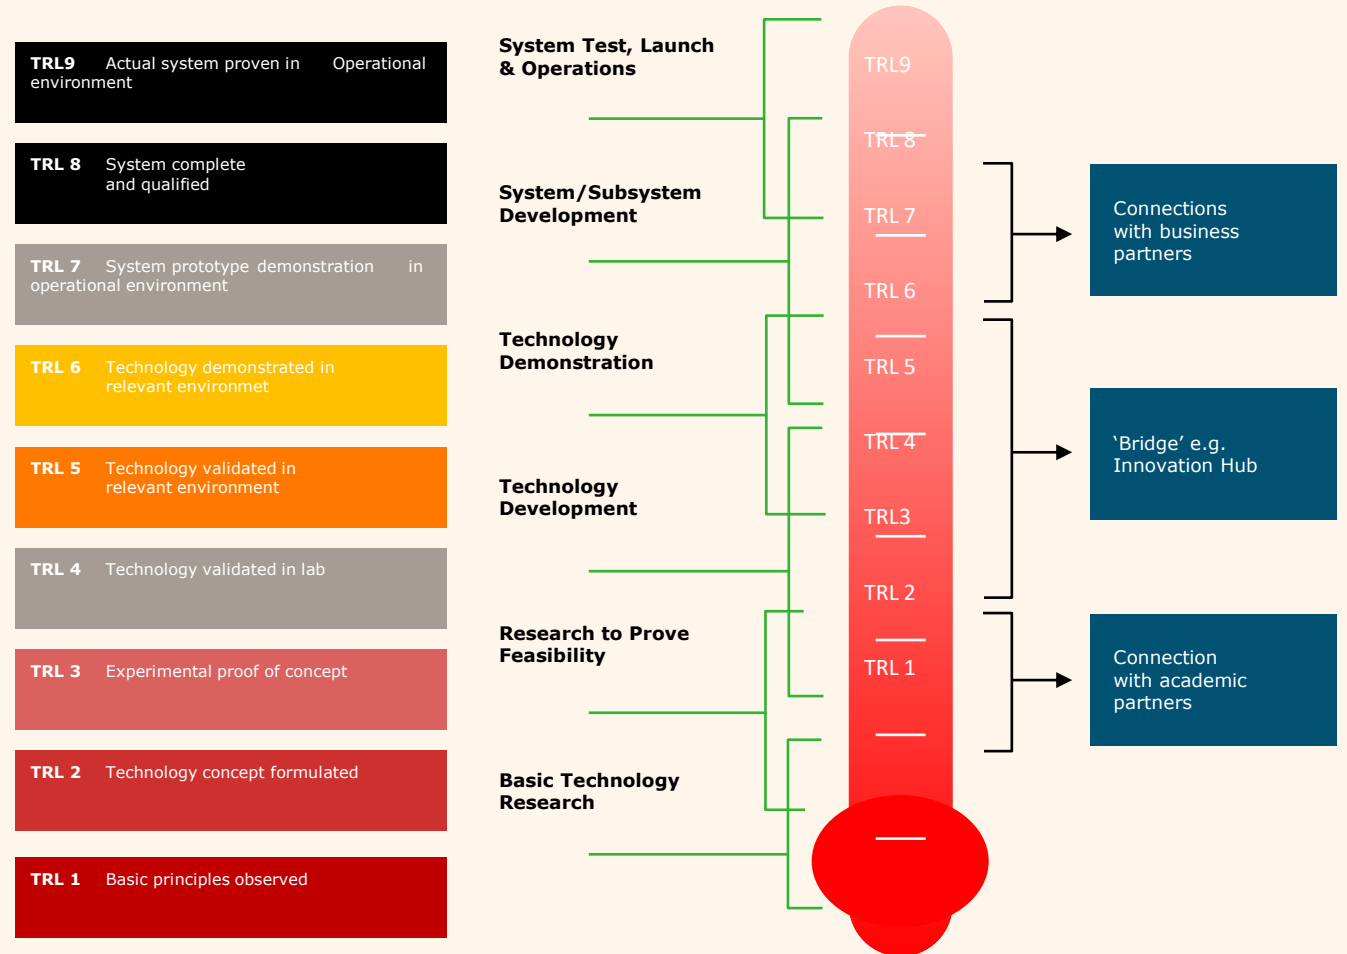 TRL9 Actual system proven in Operational
environment
TRL 8 System complete
and qualified
TRL 7 System prototype demonstration in
operational environment
TRL 6 Technology demonstrated in
relevant environmet
TRL 5 Technology validated in
relevant environment
TRL 4 Technology validated in lab
TRL 3 Experimental proof of concept
TRL 2 Technology concept formulated
TRL 1 Basic principles observed
System Test, Launch
& Operations
System/Subsystem
Development
Technology
Demonstration
Technology
Development
Research to Prove
Feasibility
Basic Technology
Research
TRL9
TRL 8
TRL 7
TRL 6
TRL 5
TRL 4
TRL3
TRL 2
TRL 1
Connections
with business
partners
‘Bridge’ e.g.
Innovation Hub
Connection
with academic
partners